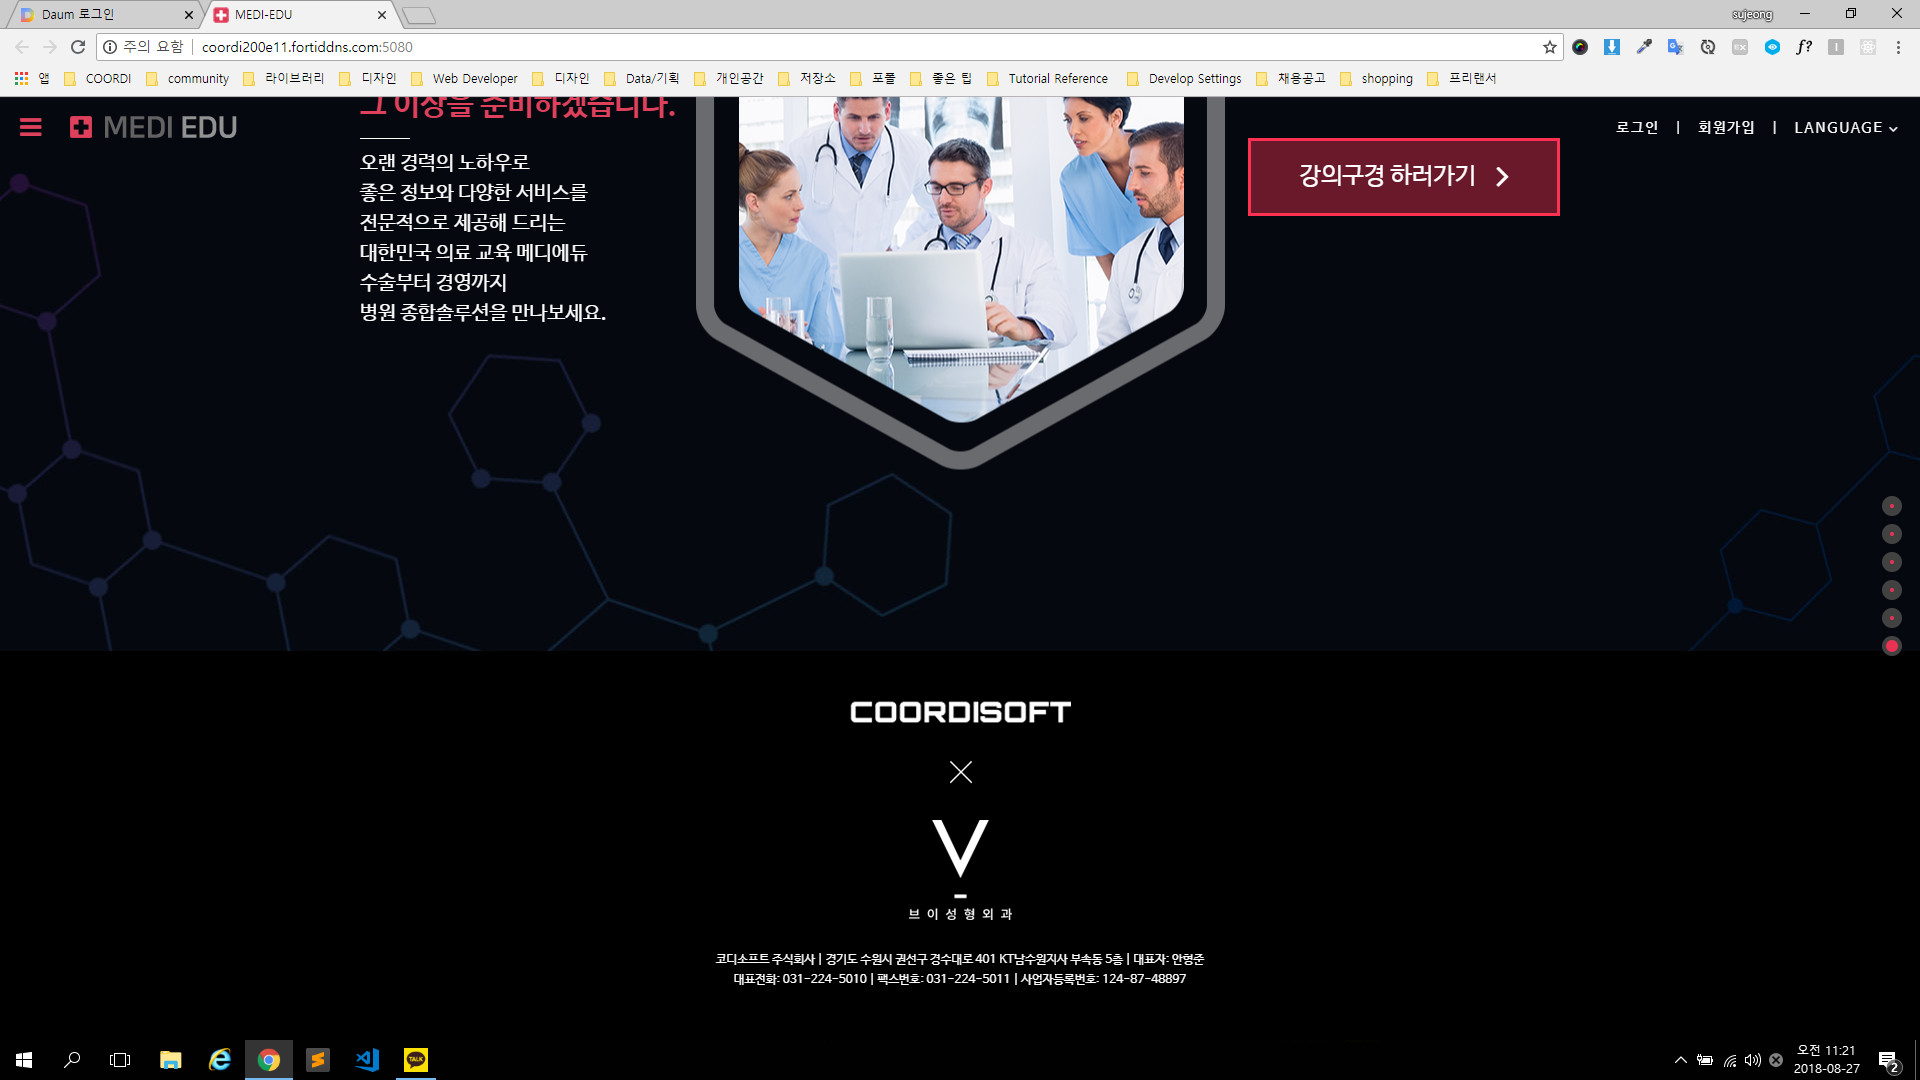 Daum 로그인
MEDI-EDU
sujeong
주의 요함
coordi200e11.fortiddns.com:5080
앱
COORDI
community
라이브러리
디자인
Web Developer
디자인
Data/기획
개인공간
저장소
포폴
좋은 팁
Tutorial Reference
Develop Settings
채용공고
shopping
프리랜서
MEDI EDU
로그인 | 회원가입 | LANGUAGE
그 이상을 준비하겠습니다.
오랜 경력의 노하우로
좋은 정보와 다양한 서비스를
전문적으로 제공해 드리는
대한민국 의료 교육 메디에듀
수술부터 경영까지
병원 종합솔루션을 만나보세요.
강의구경 하러가기
COORDISOFT
V
브이성형외과
코디소프트 주식회사 | 경기도 수원시 권선구 경수대로 401 KT남수원지사 부속동 5층 | 대표자: 안형준
대표전화: 031-224-5010 | 팩스번호: 031-224-5011 | 사업자등록번호: 124-87-48897
TALK
오전 11:21
2018-08-27
2